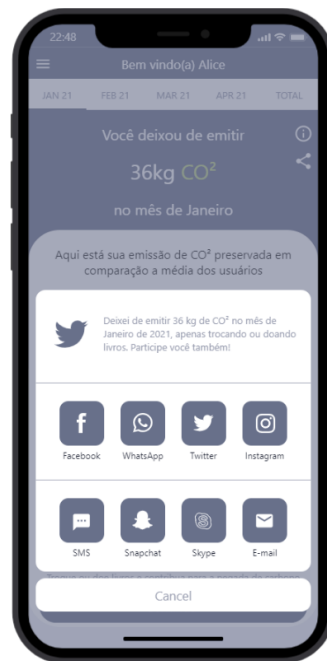 22:48
Bem vindo(a) Alice
JAN 21 FEB 21 MAR 21 APR 21 TOTAL
Você deixou de emitir
36kg CO²
no mês de Janeiro
Aqui está sua emissão de CO² preservada em
comparação a média dos usuários
Deixei de emitir 36 kg de CO² no mês de
Janeiro de 2021, apenas trocando ou doando
livros. Participe você também!
Facebook WhatsApp Twitter Instagram
SMS Snapchat Skype E-mail
Cancel